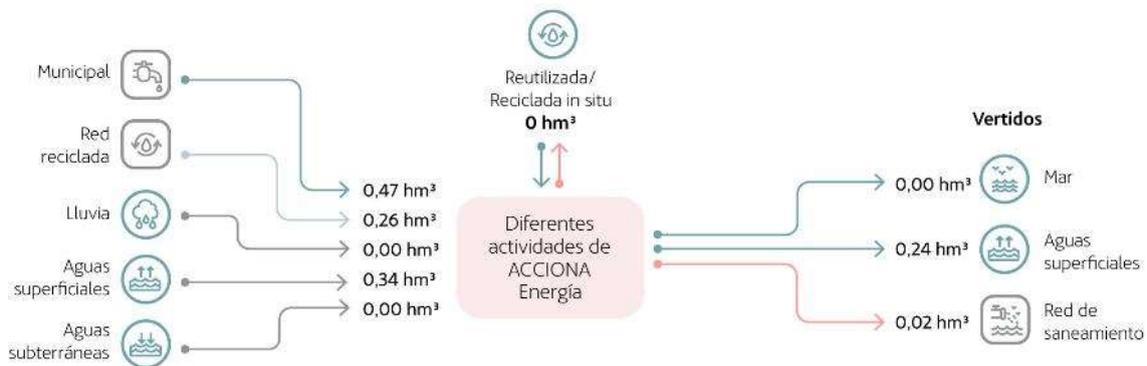 Municipal
Red
reciclada
Lluvia
Aguas
superficiales
Aguas
subterráneas
0,47 hm³
0,26 hm³
0,00 hm³
0,34 hm³
0,00 hm³
Reutilizada/
Reciclada in situ
0 hm³
Diferentes
actividades de
ACCIONA
Energía
Vertidos
0,00 hm³
Mar
0,24 hm³
Aguas
superficiales
0,02 hm³
Red de
saneamiento